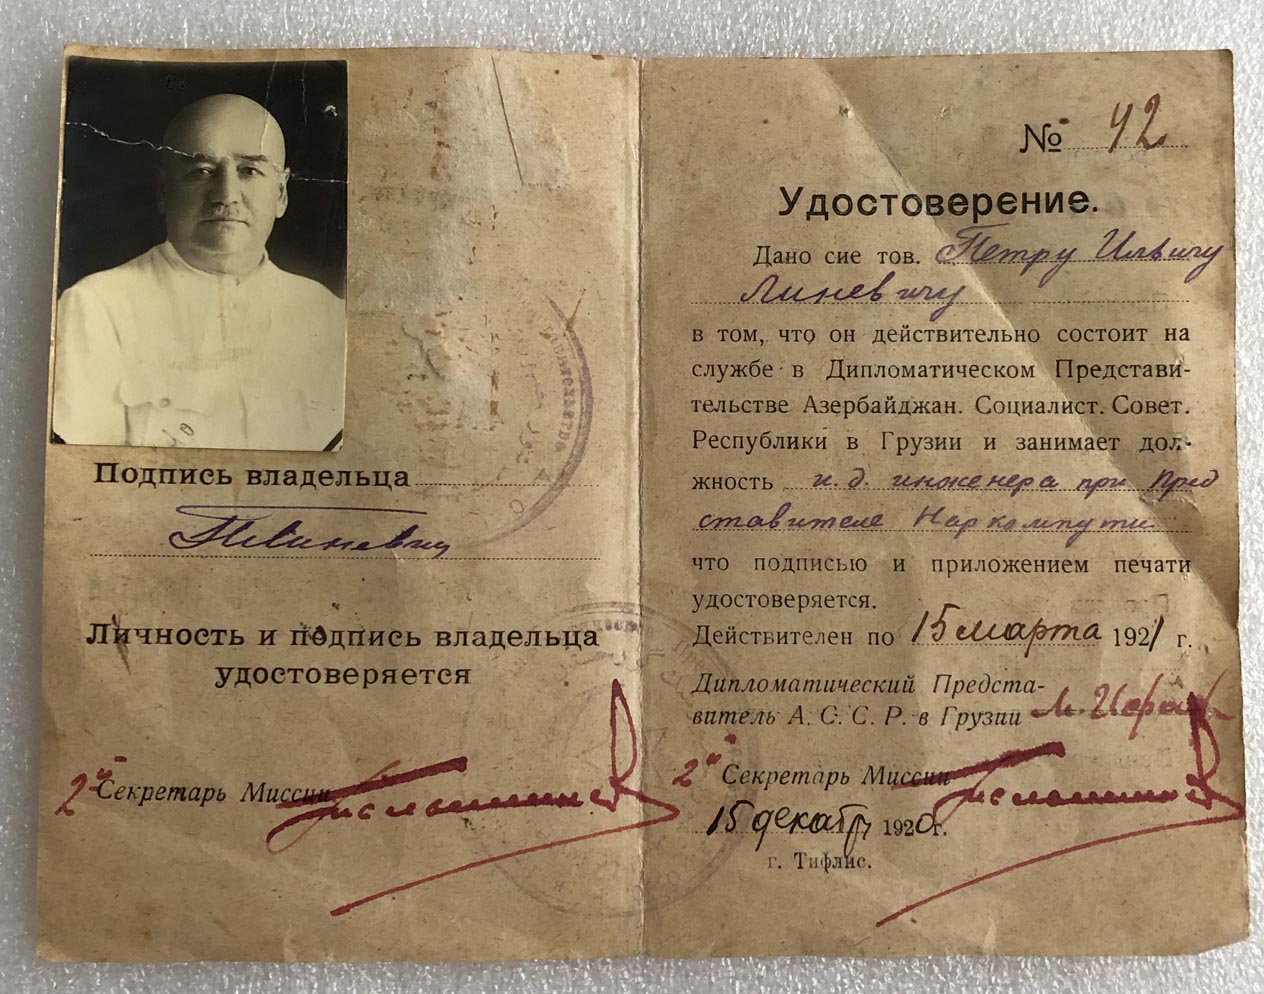 Подпись владельца
ПЛиневич
Личность и подпись владельца
удостоверяется
2й Секретарь Миссии
№ 42
Удостоверение.
Дано сие тов. Петру Ильичу
Линевичу
в том, что он действительно состоит на
службе в Дипломатическом Представи-
тельстве Азербайджан. Социалист. Совет.
Республики в Грузии и занимает дол-
жность и.д. инженера при Пред
ставителе Наркомпути
что подписью и приложением печати
удостоверяется.
Действителен по 15 марта 1921 г.
Дипломатический Предста-
витель А. С. С. Р. в Грузии
2й Секретарь Миссии
15 декабр 1920 г.
г. Тифлис.